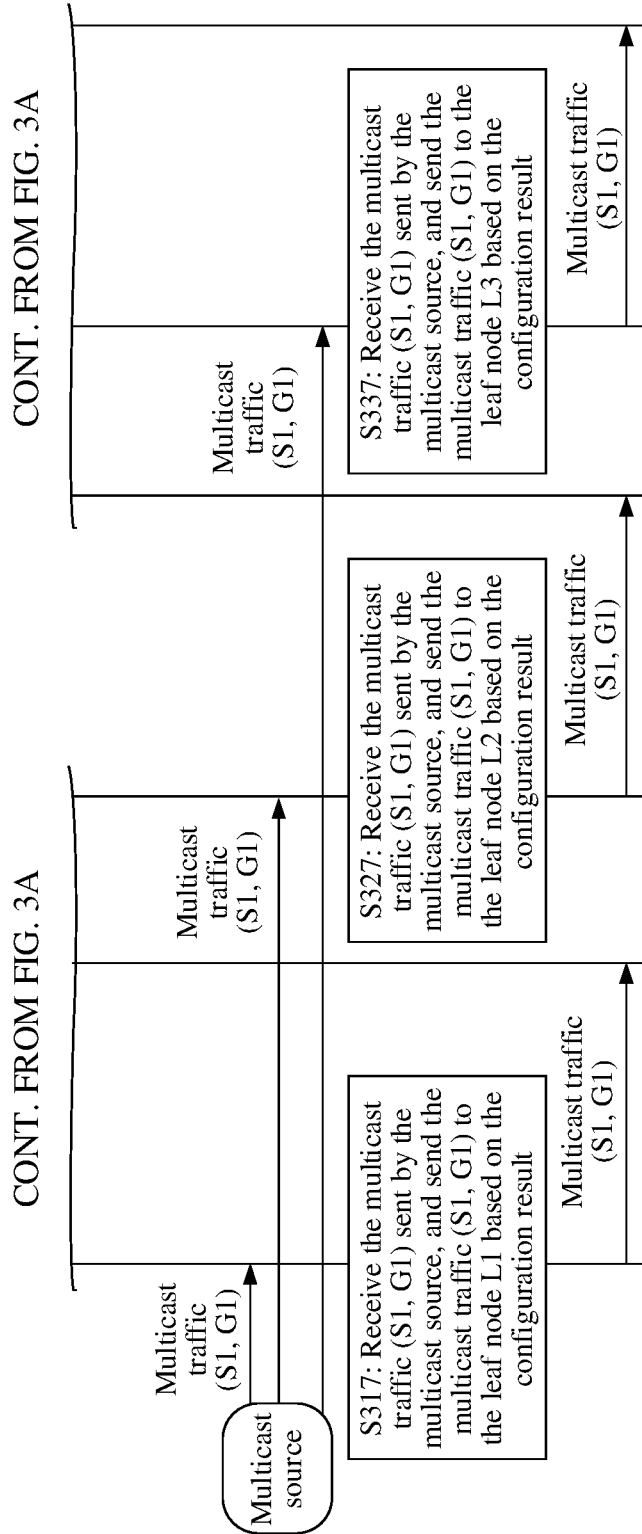 CONT. FROM FIG. 3A
CONT. FROM FIG. 3A
Multicast
source
Multicast
traffic
(S1, G1)
Multicast
traffic
(S1, G1)
Multicast
traffic
(S1, G1)
S317: Receive the multicast
traffic (S1, G1) sent by the
multicast source, and send the
multicast traffic (S1, G1) to
the leaf node L1 based on the
configuration result
S327: Receive the multicast
traffic (S1, G1) sent by the
multicast source, and send the
multicast traffic (S1, G1) to
the leaf node L2 based on the
configuration result
S337: Receive the multicast
traffic (S1, G1) sent by the
multicast source, and send the
multicast traffic (S1, G1) to the
leaf node L3 based on the
configuration result
Multicast traffic
(S1, G1)
Multicast traffic
(S1, G1)
Multicast traffic
(S1, G1)